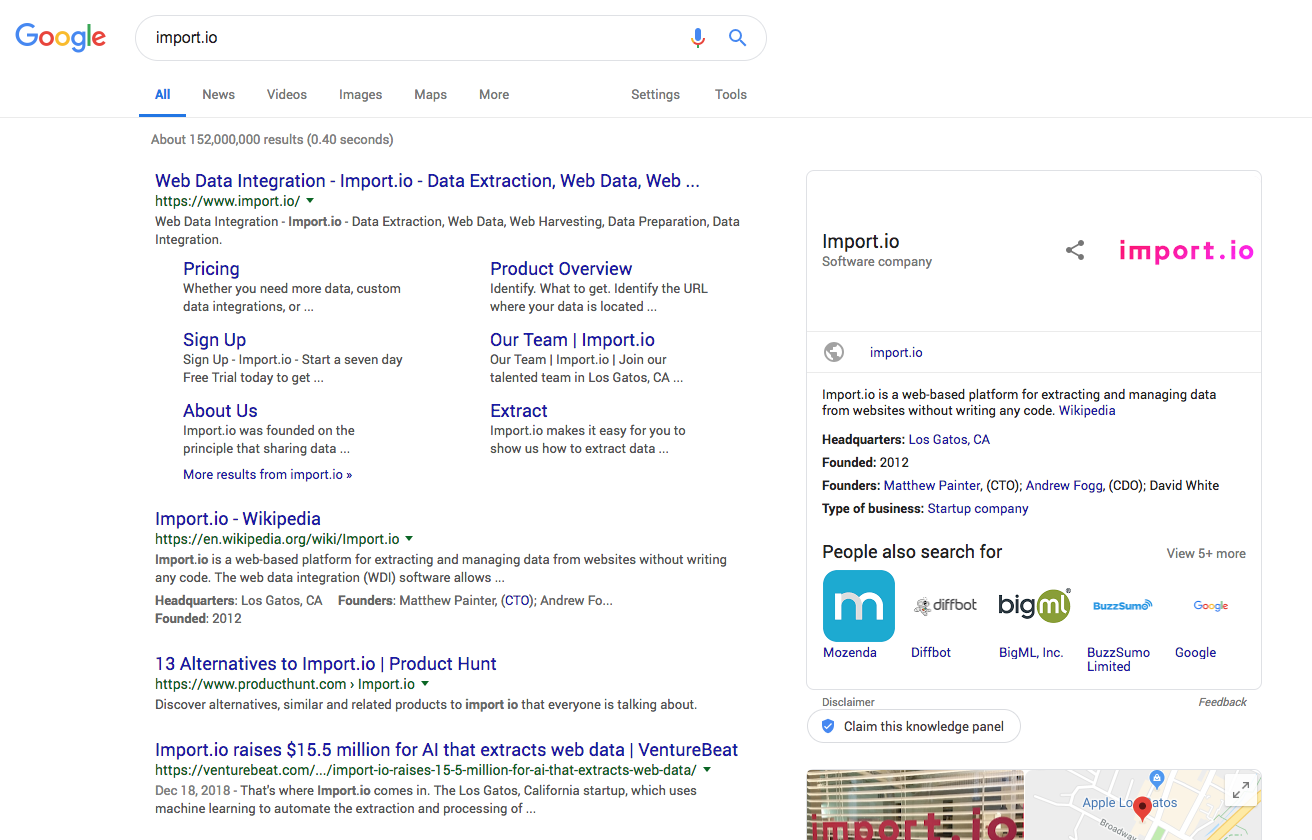 Google
import.io
All News Videos Images Maps More Settings Tools
About 152,000,000 results (0.40 seconds)
Web Data Integration - Import.io - Data Extraction, Web Data, Web ...
https://www.import.io/
Web Data Integration - Import.io - Data Extraction, Web Data, Web Harvesting, Data Preparation, Data
Integration.
Pricing
Whether you need more data, custom
data integrations, or ...
Product Overview
Identify. What to get. Identify the URL
where your data is located ...
Sign Up
Sign Up - Import.io - Start a seven day
Free Trial today to get ...
Our Team | Import.io
Our Team | Import.io | Join our
talented team in Los Gatos, CA ...
About Us
Import.io was founded on the
principle that sharing data ...
Extract
Import.io makes it easy for you to
show us how to extract data ...
More results from import.io »
Import.io - Wikipedia
https://en.wikipedia.org/wiki/Import.io
Import.io is a web-based platform for extracting and managing data from websites without writing
any code. The web data integration (WDI) software allows ...
Headquarters: Los Gatos, CA Founders: Matthew Painter, (CTO); Andrew Fo...
Founded: 2012
13 Alternatives to Import.io | Product Hunt
https://www.producthunt.com › Import.io
Discover alternatives, similar and related products to import io that everyone is talking about.
Import.io raises $15.5 million for AI that extracts web data | VentureBeat
https://venturebeat.com/.../import-io-raises-15-5-million-for-ai-that-extracts-web-data/
Dec 18, 2018 - That's where Import.io comes in. The Los Gatos, California startup, which uses
machine learning to automate the extraction and processing of ...
Import.io
Software company
import.io
import.io
Import.io is a web-based platform for extracting and managing data
from websites without writing any code. Wikipedia
Headquarters: Los Gatos, CA
Founded: 2012
Founders: Matthew Painter, (CTO); Andrew Fogg, (CDO); David White
Type of business: Startup company
People also search for
View 5+ more
m
diffbot
bigml®
BuzzSumo
Google
Mozenda
Diffbot
BigML, Inc.
BuzzSumo
Limited
Google
Disclaimer
Feedback
Claim this knowledge panel
import.io
Apple Los Gatos
Broadway